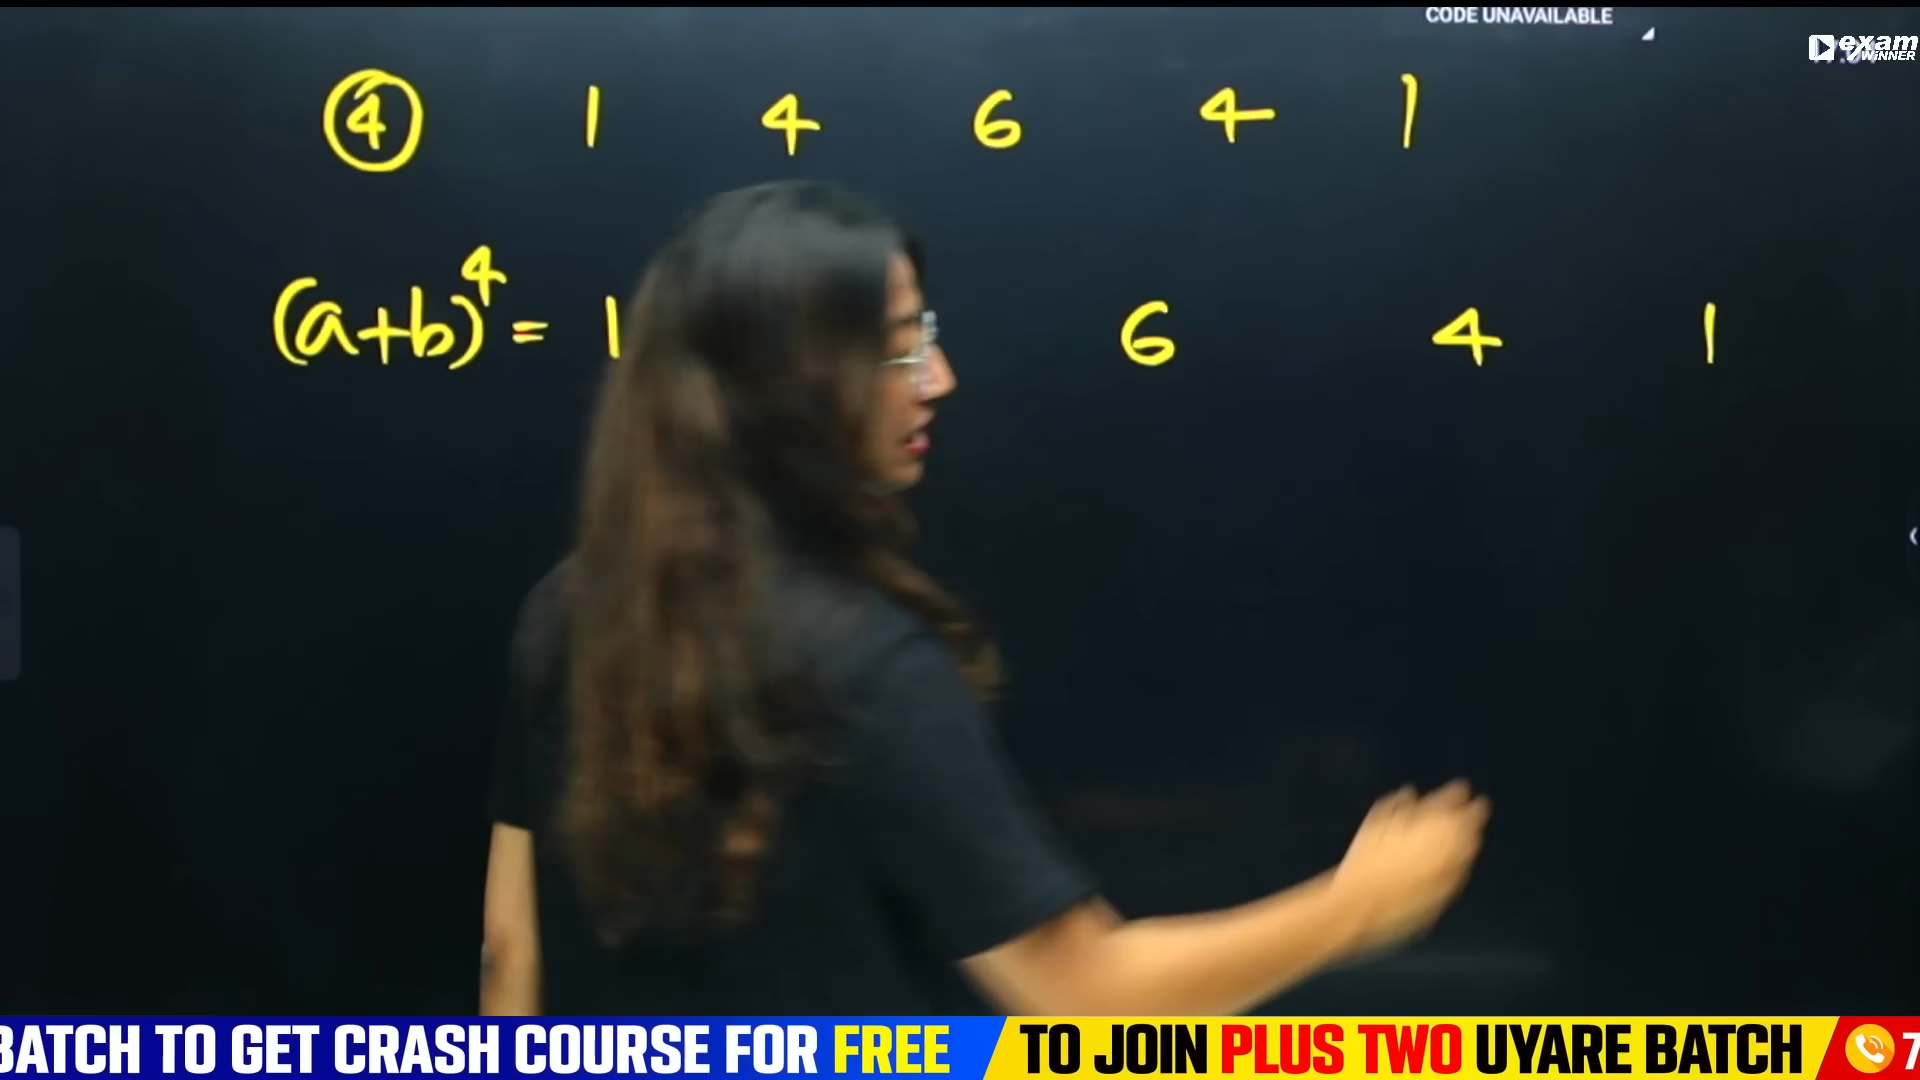 CODE UNAVAILABLE
exam
WINNER
④ 1 4 6 4 1
(a+b)⁴ = 1 6 4 1
BATCH TO GET CRASH COURSE FOR FREE TO JOIN PLUS TWO UYARE BATCH 7